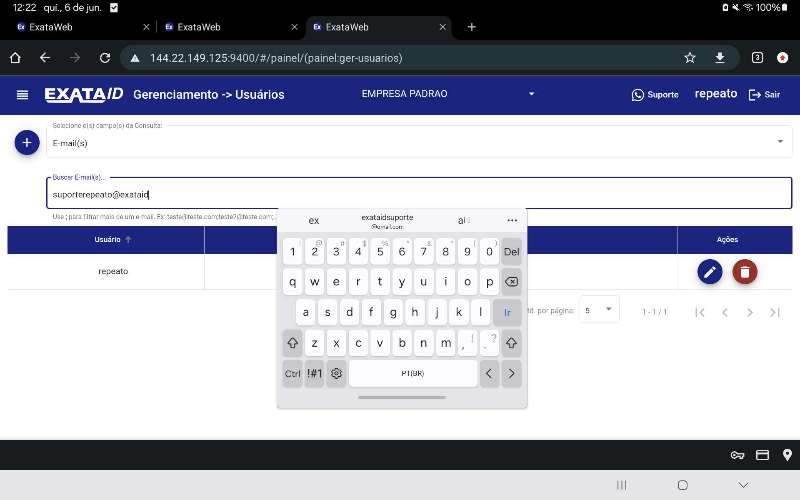 12:22 qui., 6 de jun. 100%
ExataWeb
ExataWeb
ExataWeb
144.22.149.125:9400/#/painel/(painel:ger-usuarios)
3
EXATAID Gerenciamento -> Usuários
EMPRESA PADRAO
Suporte
repeato
Sair
Selecione o(s) campo(s) da Consulta:
E-mail(s)
Buscar E-mail(s)...
suporterepeato@exataid
Use ; para filtrar mais de um e-mail. Ex: teste@teste.com;teste2@teste.com;...
ex
exataidsuporte
@gmail.com
Usuário
Ações
repeato
1 2 3 4 5 6 7 8 9 0 Del
q w e r t y u i o p
a s d f g h j k l Ir
z x c v b n m , ! . ?
Ctrl !#1 PT(BR)
por página: 5
1 - 1 / 1